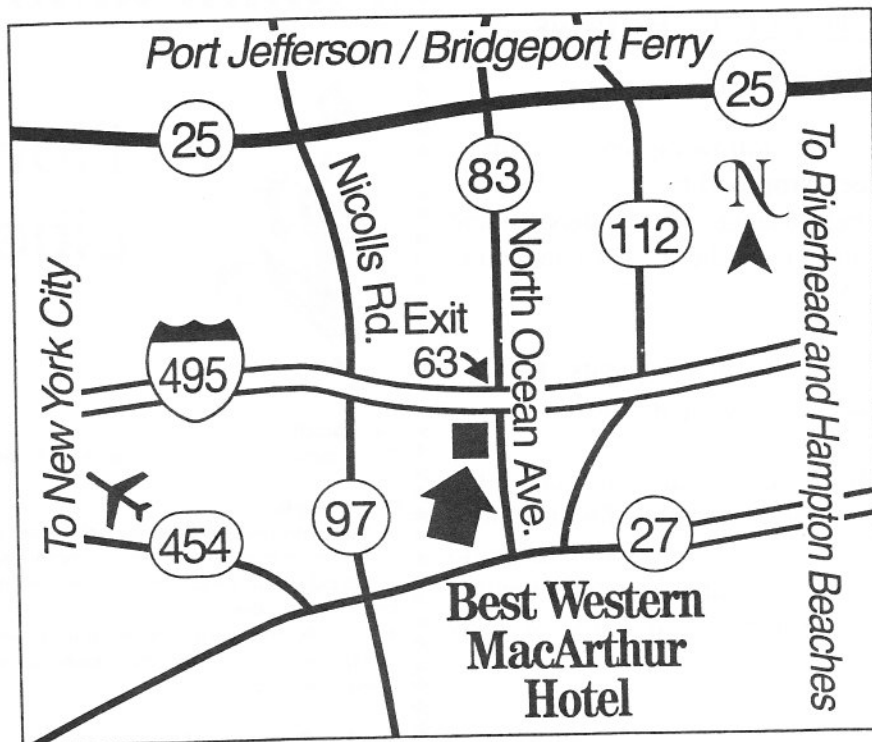 Port Jefferson / Bridgeport Ferry
25
25
83
112
N
Nicolls Rd.
North Ocean Ave.
Exit
63
495
To New York City
To Riverhead and Hampton Beaches
454
97
27
Best Western
MacArthur
Hotel